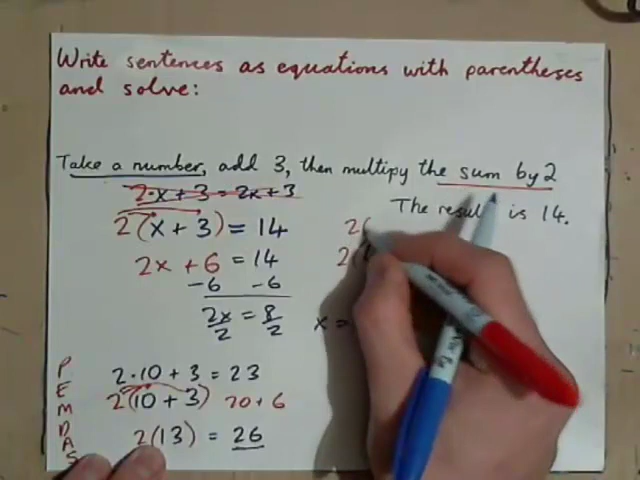 Write sentences as equations with parentheses
and solve:
Take a number, add 3, then multipy the sum by 2
2·x + 3 = 2x + 3
The result is 14.
2(x + 3) = 14
2(
2x + 6 = 14
2(
-6 -6
2x/2 = 8/2
x =
P
E
M
D
A
S
2·10 + 3 = 23
2(10 + 3) 20 + 6
2(13) = 26